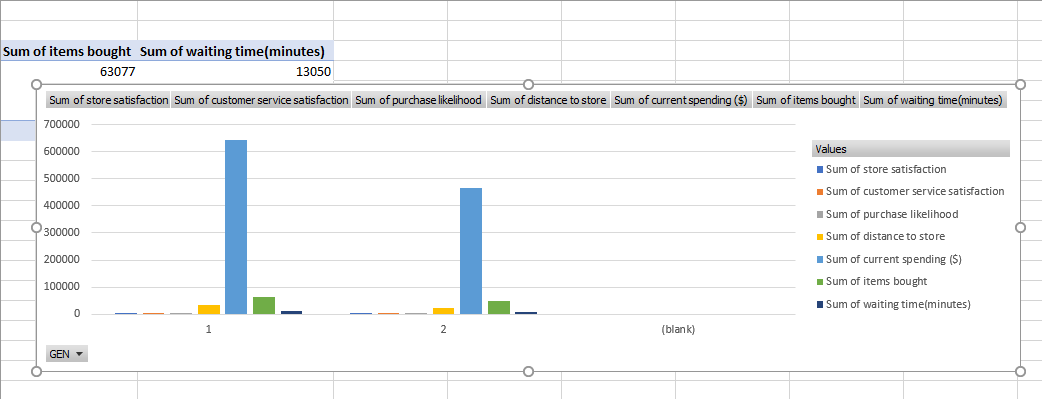 Sum of items bought Sum of waiting time(minutes)
63077 13050
Sum of store satisfaction Sum of customer service satisfaction Sum of purchase likelihood Sum of distance to store Sum of current spending ($) Sum of items bought Sum of waiting time(minutes)
700000
600000
500000
400000
300000
200000
100000
0
1 2 (blank)
Values
Sum of store satisfaction
Sum of customer service satisfaction
Sum of purchase likelihood
Sum of distance to store
Sum of current spending ($)
Sum of items bought
Sum of waiting time(minutes)
GEN